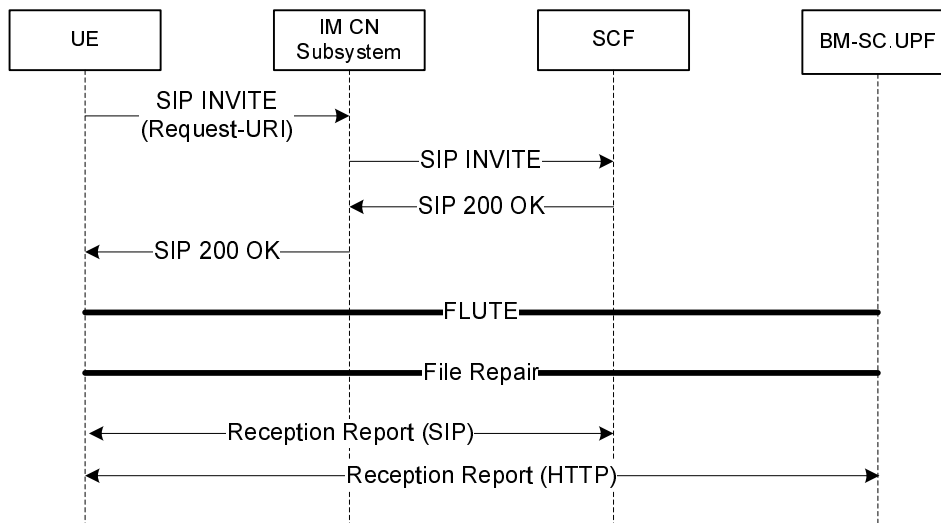 UE
IM CN
Subsystem
SCF
BM-SC.UPF
SIP INVITE
(Request-URI)
SIP INVITE
SIP 200 OK
SIP 200 OK
FLUTE
File Repair
Reception Report (SIP)
Reception Report (HTTP)